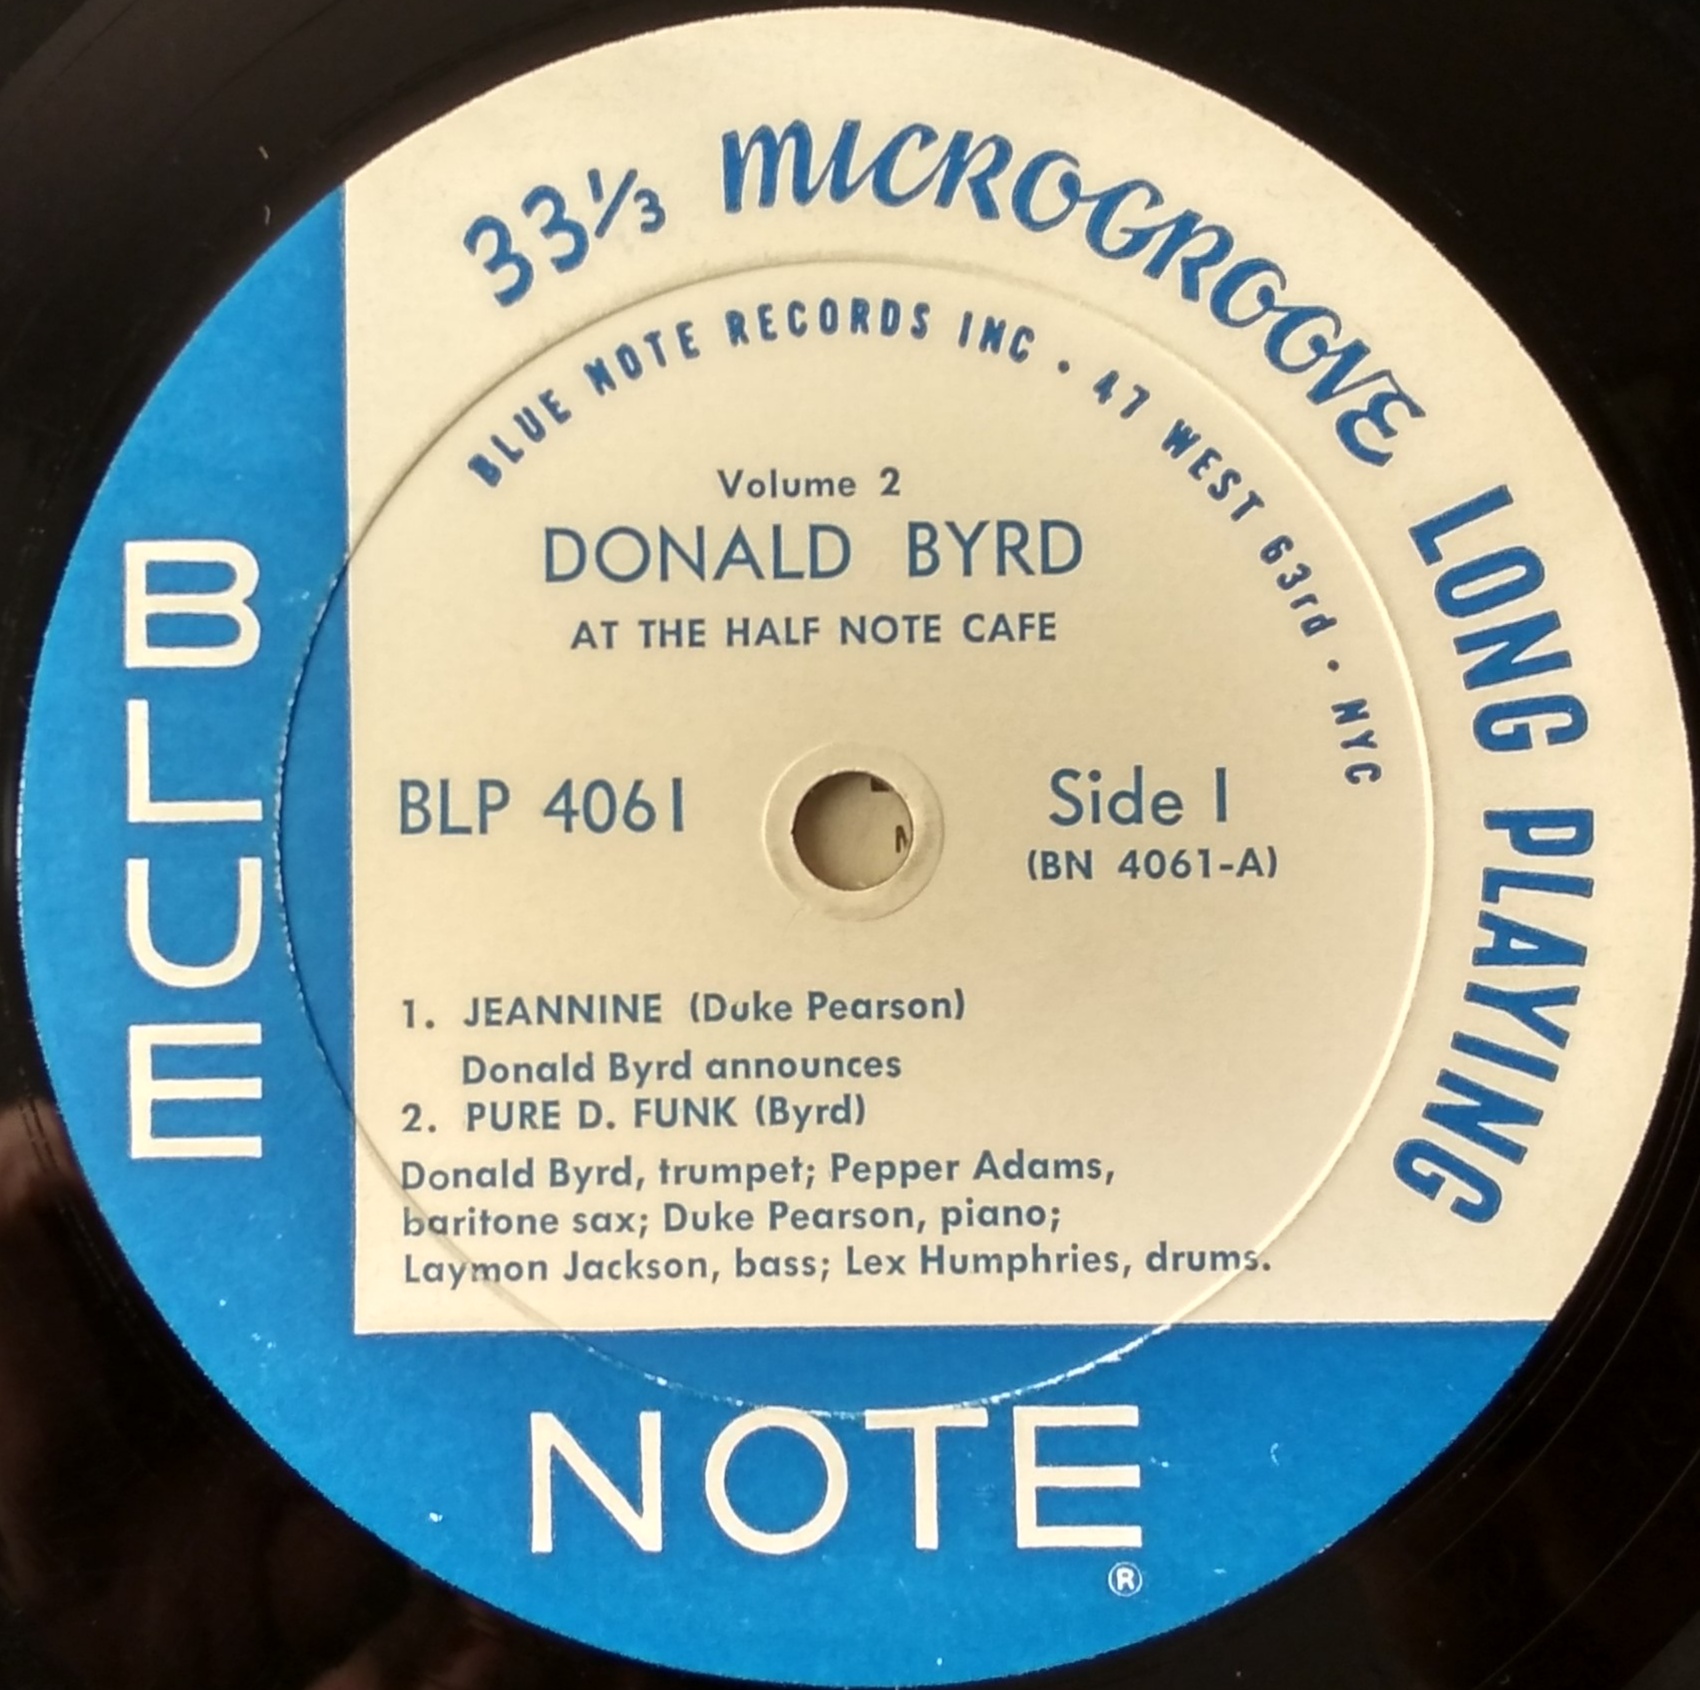 33⅓ MICROGROOVE LONG PLAYING
BLUE NOTE RECORDS INC · 47 WEST 63rd · NYC
Volume 2
DONALD BYRD
AT THE HALF NOTE CAFE
BLP 4061
Side 1
(BN 4061-A)
1. JEANNINE (Duke Pearson)
Donald Byrd announces
2. PURE D. FUNK (Byrd)
Donald Byrd, trumpet; Pepper Adams,
baritone sax; Duke Pearson, piano;
Laymon Jackson, bass; Lex Humphries, drums.
BLUE
NOTE
®